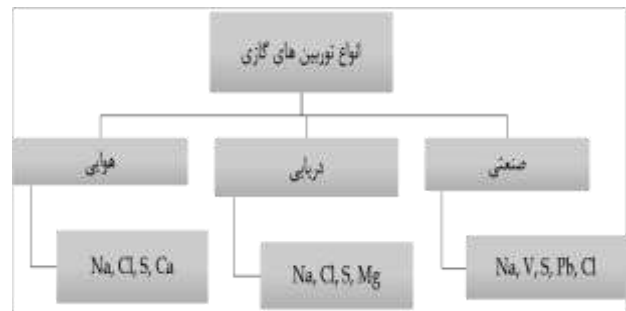 انواع توربین های گازی
صنعتی
دریایی
هوایی
Na, V, S, Pb, Cl
Na, Cl, S, Mg
Na, Cl, S, Ca